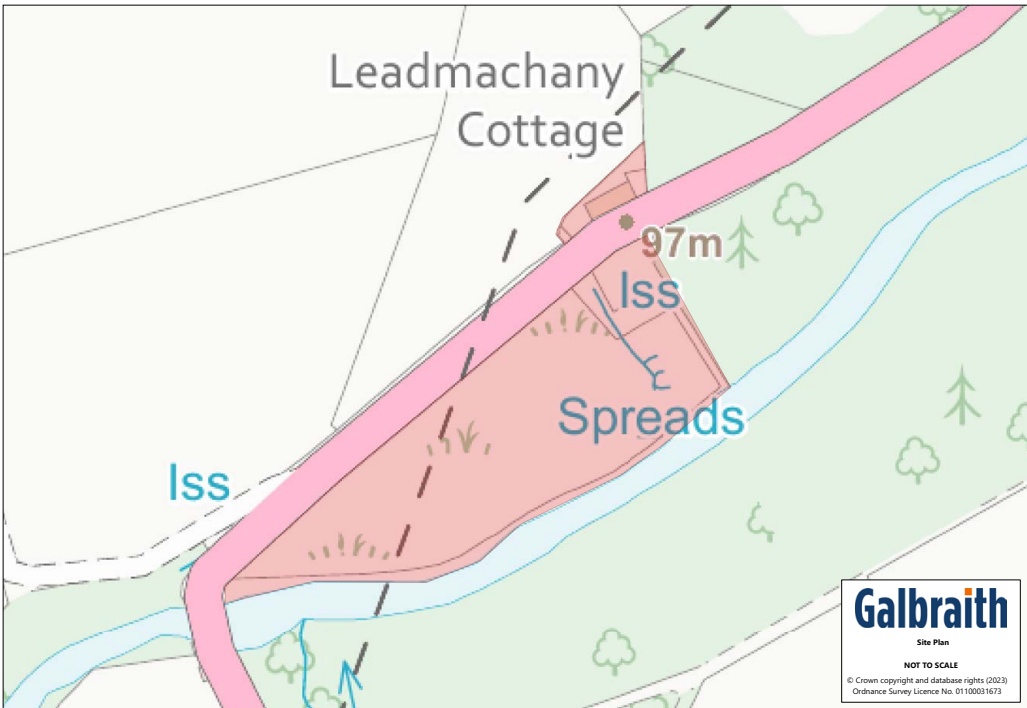 Leadmachany
Cottage
97m
Iss
Spreads
Iss
Galbraith
Site Plan
NOT TO SCALE
© Crown copyright and database rights (2023)
Ordnance Survey Licence No. 01100031673